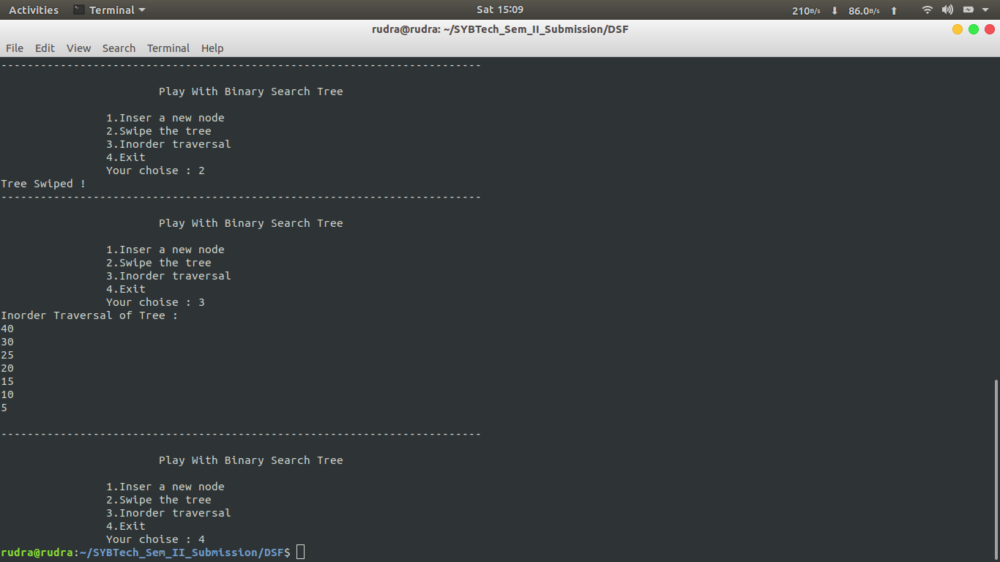 Activities Terminal Sat 15:09 210B/s 86.0B/s
rudra@rudra: ~/SYBTech_Sem_II_Submission/DSF
File Edit View Search Terminal Help
-------------------------------------------------------------------------
Play With Binary Search Tree
1.Inser a new node
2.Swipe the tree
3.Inorder traversal
4.Exit
Your choise : 2
Tree Swiped !
-------------------------------------------------------------------------
Play With Binary Search Tree
1.Inser a new node
2.Swipe the tree
3.Inorder traversal
4.Exit
Your choise : 3
Inorder Traversal of Tree :
40
30
25
20
15
10
5
-------------------------------------------------------------------------
Play With Binary Search Tree
1.Inser a new node
2.Swipe the tree
3.Inorder traversal
4.Exit
Your choise : 4
rudra@rudra:~/SYBTech_Sem_II_Submission/DSF$